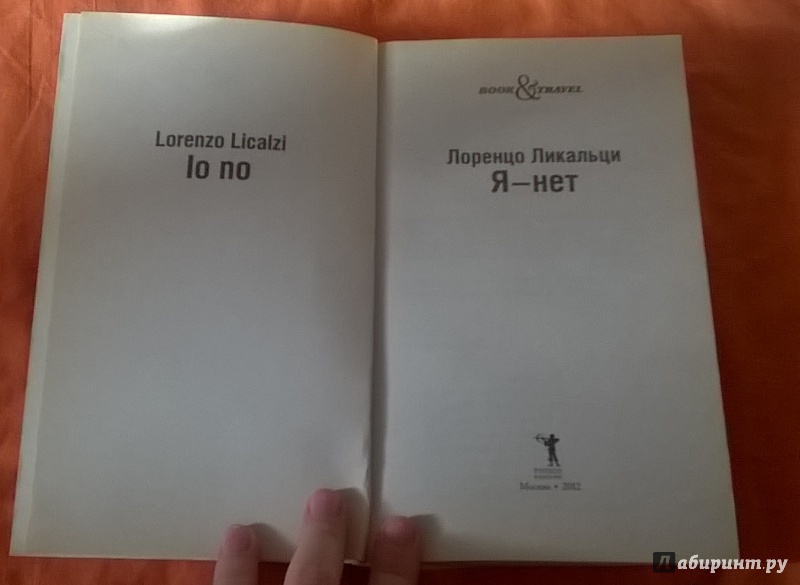 Lorenzo Licalzi
Io no
BOOK & TRAVEL
Лоренцо Ликальци
Я–нет
Москва • 2012
Лабиринт.ру